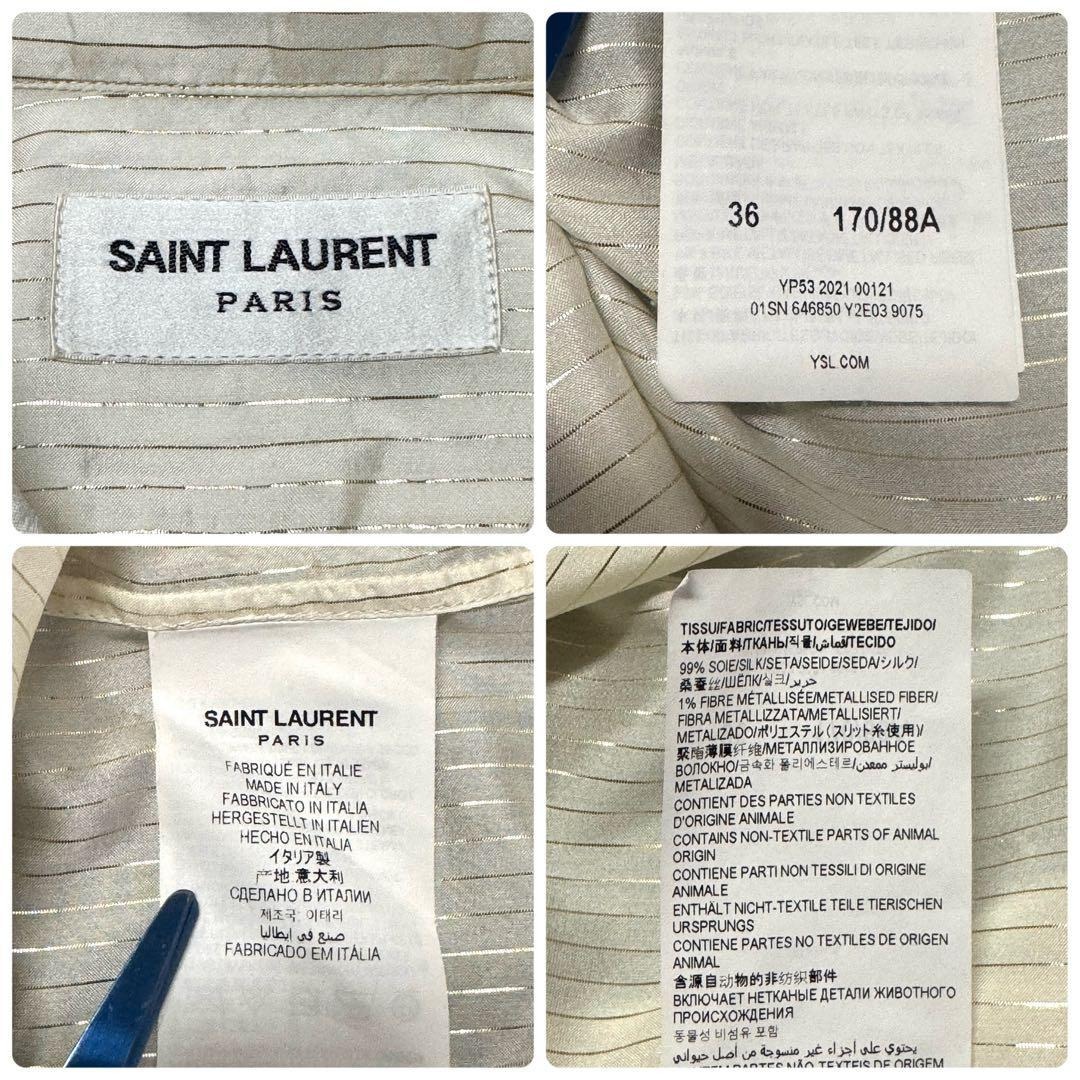 SAINT LAURENT
PARIS
36 170/88A
YP53 2021 00121
01SN 646850 Y2E03 9075
YSL.COM
SAINT LAURENT
PARIS
FABRIQUÉ EN ITALIE
MADE IN ITALY
FABBRICATO IN ITALIA
HERGESTELLT IN ITALIEN
HECHO EN ITALIA
イタリア製
产地 意大利
СДЕЛАНО В ИТАЛИИ
제조국: 이태리
صنع في إيطاليا
FABRICADO EM ITÁLIA
TISSU/FABRIC/TESSUTO/GEWEBE/TEJIDO/
本体/面料/ТКАНЬ/직물/قماش/TECIDO
99% SOIE/SILK/SETA/SEIDE/SEDA/シルク/
桑蚕丝/ШЁЛК/실크/حرير/
1% FIBRE MÉTALLISÉE/METALLISED FIBER/
FIBRA METALLIZZATA/METALLISIERT/
METALIZADO/ポリエステル（スリット糸使用)/
聚酯薄膜纤维/МЕТАЛЛИЗИРОВАННОЕ
ВОЛОКНО/금속화 폴리에스테르/بوليستر ممعدن/
METALIZADA
CONTIENT DES PARTIES NON TEXTILES
D'ORIGINE ANIMALE
CONTAINS NON-TEXTILE PARTS OF ANIMAL
ORIGIN
CONTIENE PARTI NON TESSILI DI ORIGINE
ANIMALE
ENTHÄLT NICHT-TEXTILE TEILE TIERISCHEN
URSPRUNGS
CONTIENE PARTES NO TEXTILES DE ORIGEN
ANIMAL
含源自动物的非纺织部件
ВКЛЮЧАЕТ НЕТКАНЫЕ ДЕТАЛИ ЖИВОТНОГО
ПРОИСХОЖДЕНИЯ
동물성 비섬유 포함
يحتوي على أجزاء غير منسوجة من أصل حيواني
PARTES NÃO TEXTEIS DE ORIGEM